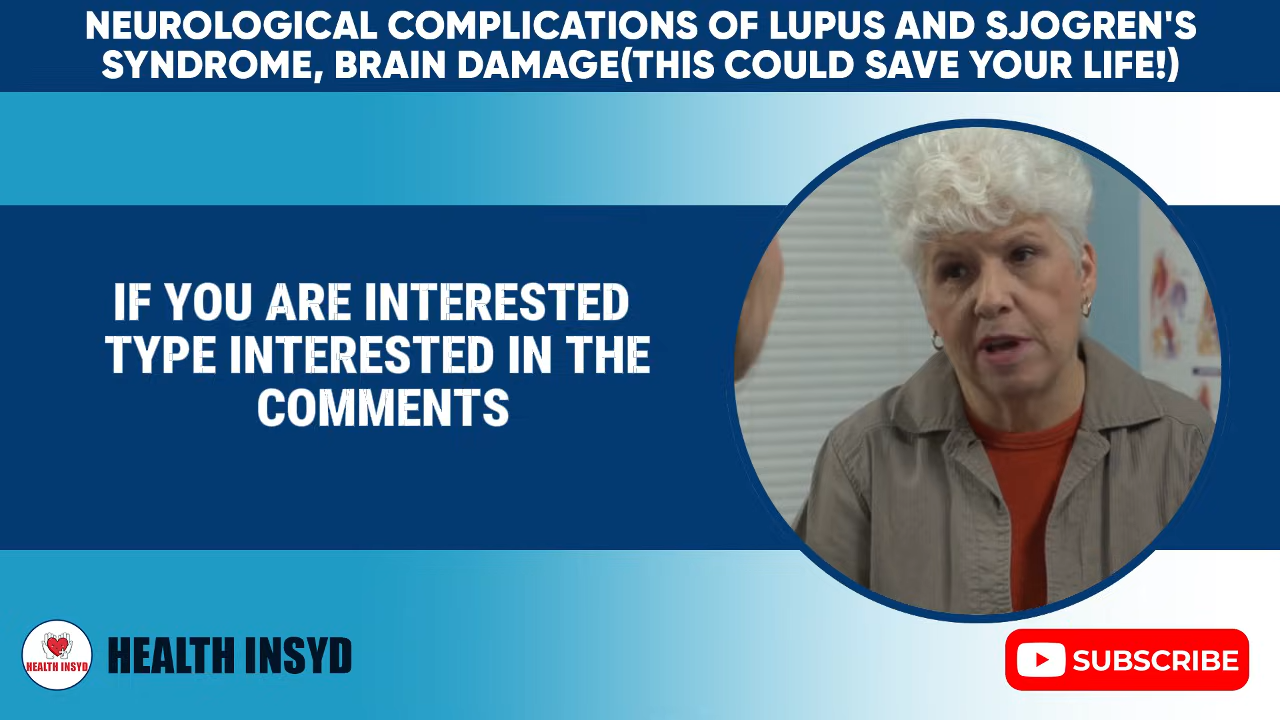 NEUROLOGICAL COMPLICATIONS OF LUPUS AND SJOGREN'S
SYNDROME, BRAIN DAMAGE(THIS COULD SAVE YOUR LIFE!)
IF YOU ARE INTERESTED
TYPE INTERESTED IN THE
COMMENTS
HEALTH INSYD
HEALTH INSYD
SUBSCRIBE